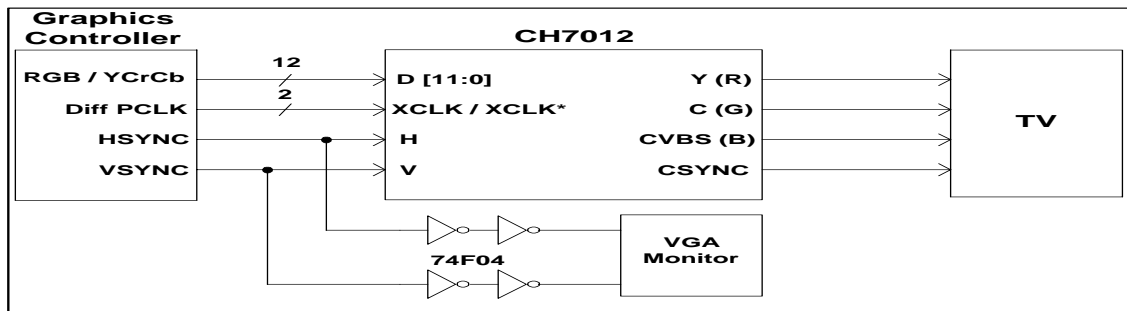 Graphics
Controller
CH7012
RGB / YCrCb
12
D [11:0]
Y (R)
Diff PCLK
2
XCLK / XCLK*
C (G)
TV
HSYNC
H
CVBS (B)
VSYNC
V
CSYNC
74F04
VGA
Monitor